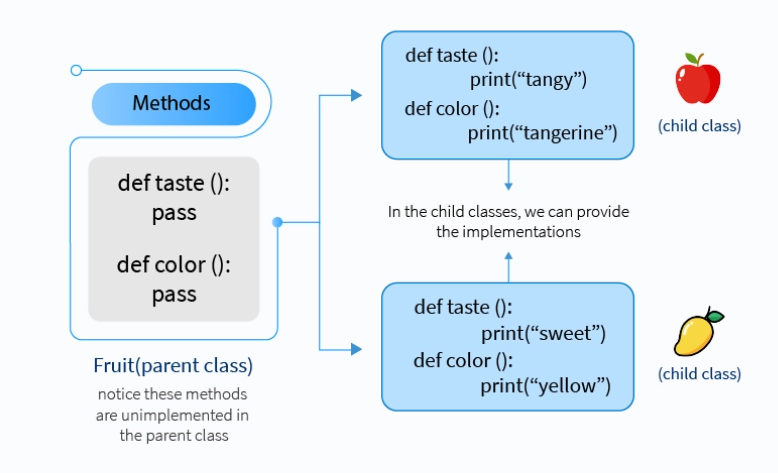 Methods
def taste ():
pass
def color ():
pass
Fruit(parent class)
notice these methods
are unimplemented in
the parent class
def taste ():
print(“tangy”)
def color ():
print(“tangerine”)
(child class)
In the child classes, we can provide
the implementations
def taste ():
print(“sweet”)
def color ():
print(“yellow”)
(child class)